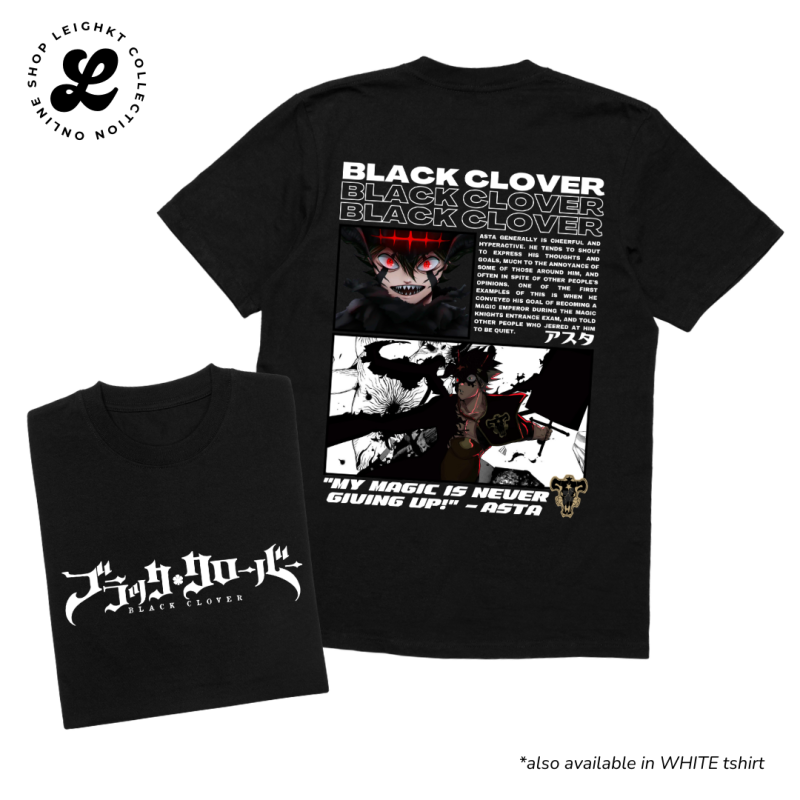 ONLINE SHOP LEIGHKT COLLECTION
L
BLACK CLOVER
BLACK CLOVER
BLACK CLOVER
ASTA GENERALLY IS CHEERFUL AND
HYPERACTIVE. HE TENDS TO SHOUT
TO EXPRESS HIS THOUGHTS AND
GOALS, MUCH TO THE ANNOYANCE OF
SOME OF THOSE AROUND HIM, AND
OFTEN IN SPITE OF OTHER PEOPLE'S
OPINIONS. ONE OF THE FIRST
EXAMPLES OF THIS IS WHEN HE
CONVEYED HIS GOAL OF BECOMING A
MAGIC EMPEROR DURING THE MAGIC
KNIGHTS ENTRANCE EXAM, AND TOLD
OTHER PEOPLE WHO JEERED AT HIM
TO BE QUIET.
アスタ
"MY MAGIC IS NEVER
GIVING UP!" - ASTA
ブラック・クローバー
BLACK CLOVER
*also available in WHITE tshirt